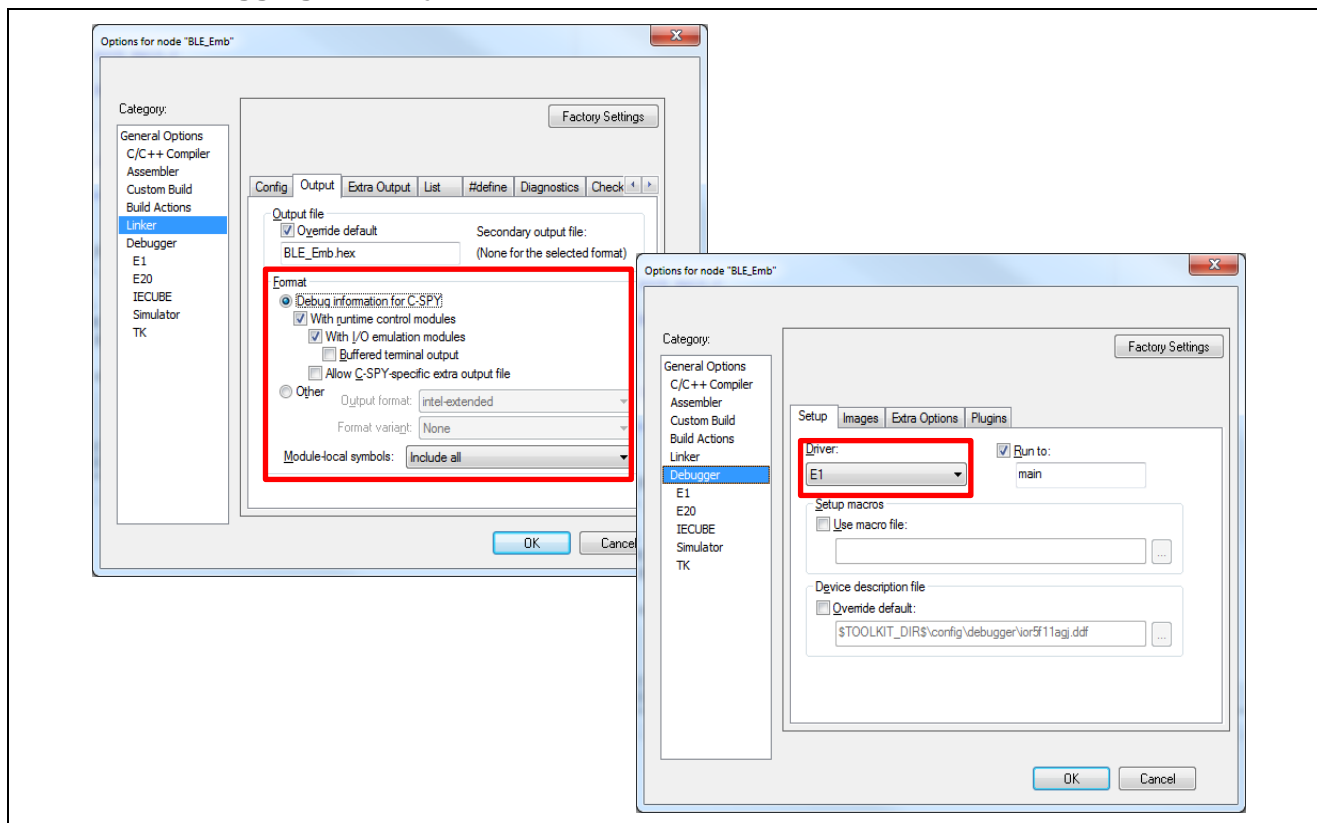 Options for node "BLE_Emb"
X
Category:
Factory Settings
General Options
C/C++ Compiler
Assembler
Custom Build
Build Actions
Linker
Debugger
E1
E20
IECUBE
Simulator
TK
Config Output Extra Output List #define Diagnostics Check
Output file
Override default
Secondary output file:
BLE_Emb.hex
(None for the selected format)
Format
Debug information for C-SPY
With runtime control modules
With I/O emulation modules
Buffered terminal output
Allow C-SPY-specific extra output file
Other
Output format: intel-extended
Format variant: None
Module-local symbols: Include all
OK Cancel
Options for node "BLE_Emb"
X
Category:
Factory Settings
General Options
C/C++ Compiler
Assembler
Custom Build
Build Actions
Linker
Debugger
E1
E20
IECUBE
Simulator
TK
Setup Images Extra Options Plugins
Driver:
Run to:
E1
main
Setup macros
Use macro file:
...
Device description file
Override default:
$TOOLKIT_DIR$\config\debugger\ior5f11agj.ddf
...
OK Cancel